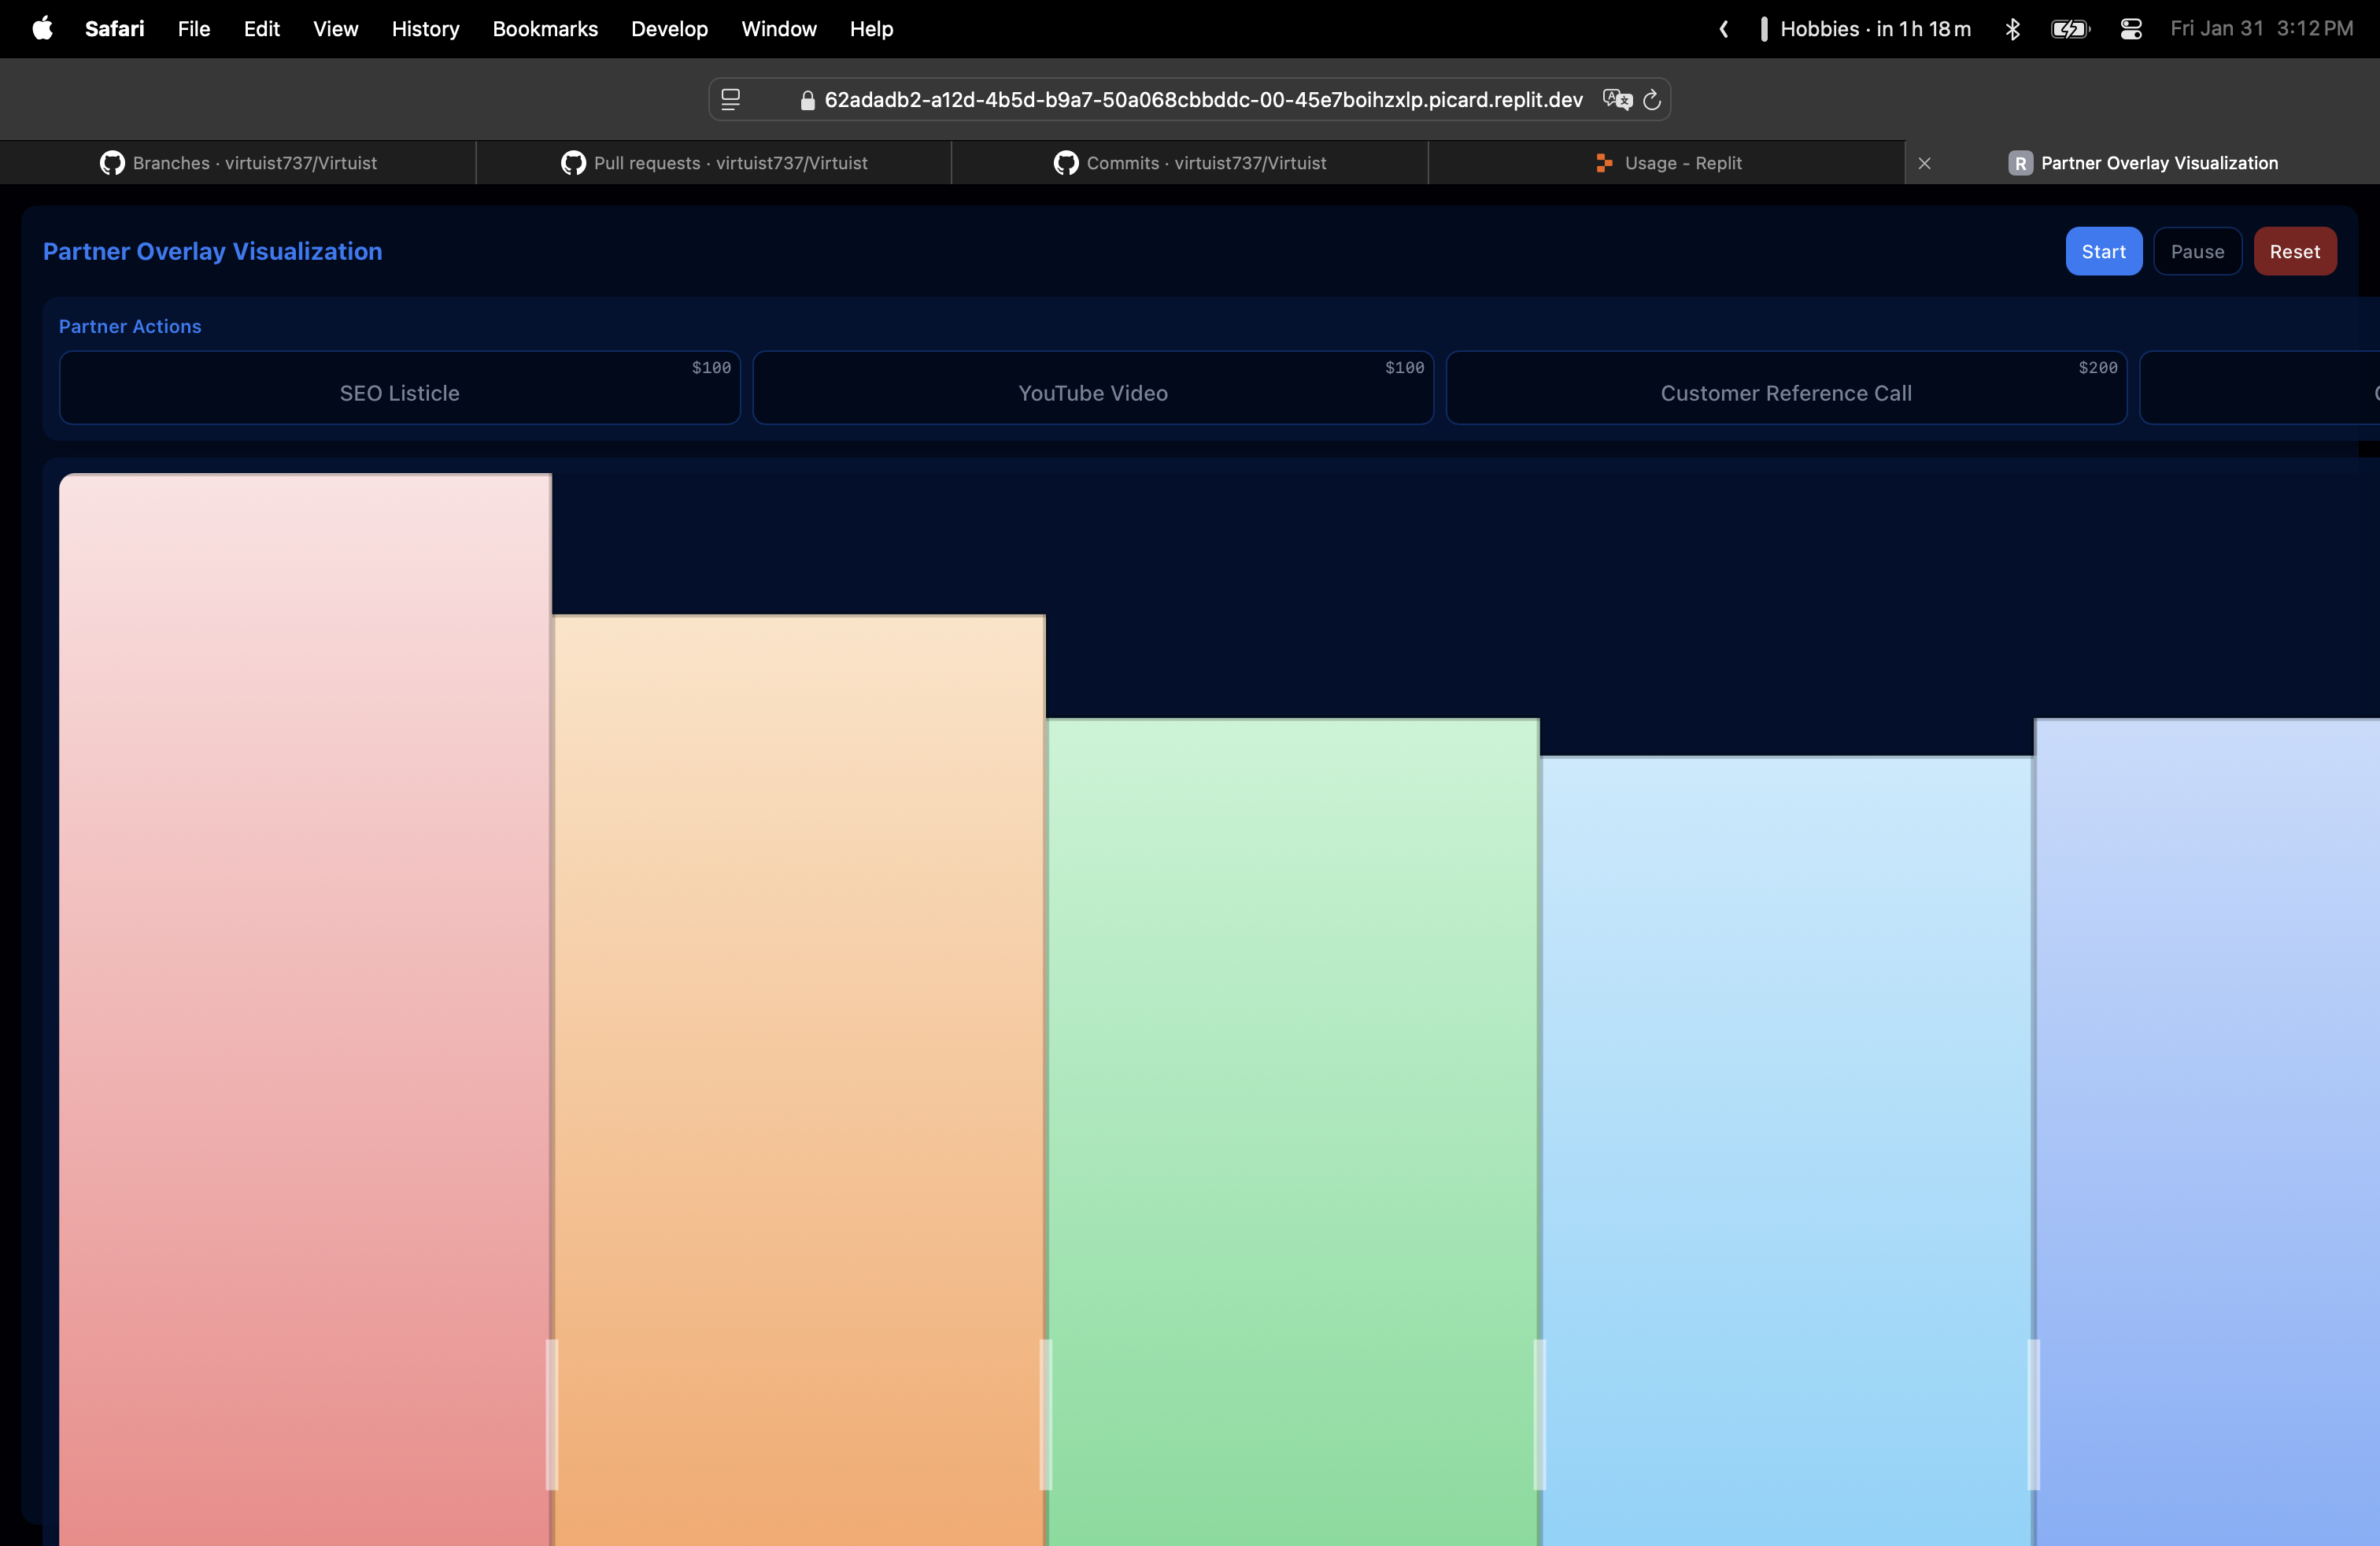 Safari File Edit View History Bookmarks Develop Window Help Hobbies · in 1h 18m Fri Jan 31 3:12 PM
62adadb2-a12d-4b5d-b9a7-50a068cbbddc-00-45e7boihzxlp.picard.replit.dev
Branches · virtuist737/Virtuist Pull requests · virtuist737/Virtuist Commits · virtuist737/Virtuist Usage - Replit R Partner Overlay Visualization
Partner Overlay Visualization Start Pause Reset
Partner Actions
$100 $100 $200
SEO Listicle YouTube Video Customer Reference Call